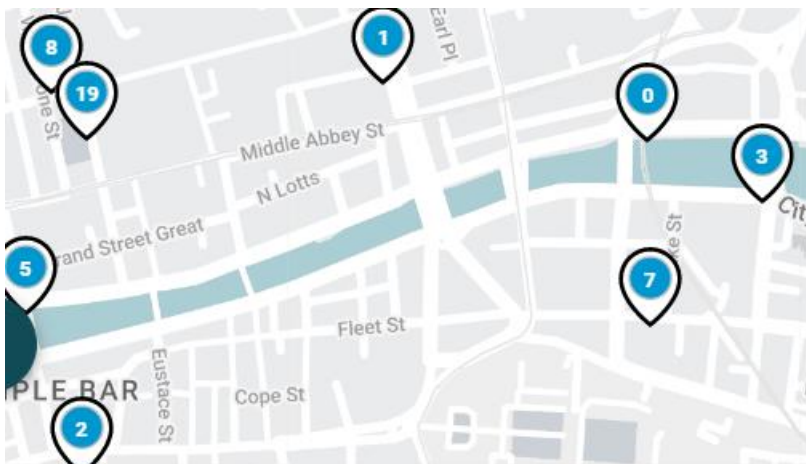 8
19
1
Earl Pl
0
3
Middle Abbey St
N Lotts
Strand Street Great
5
7
Fleet St
Eustace St
PLE BAR
Cope St
2